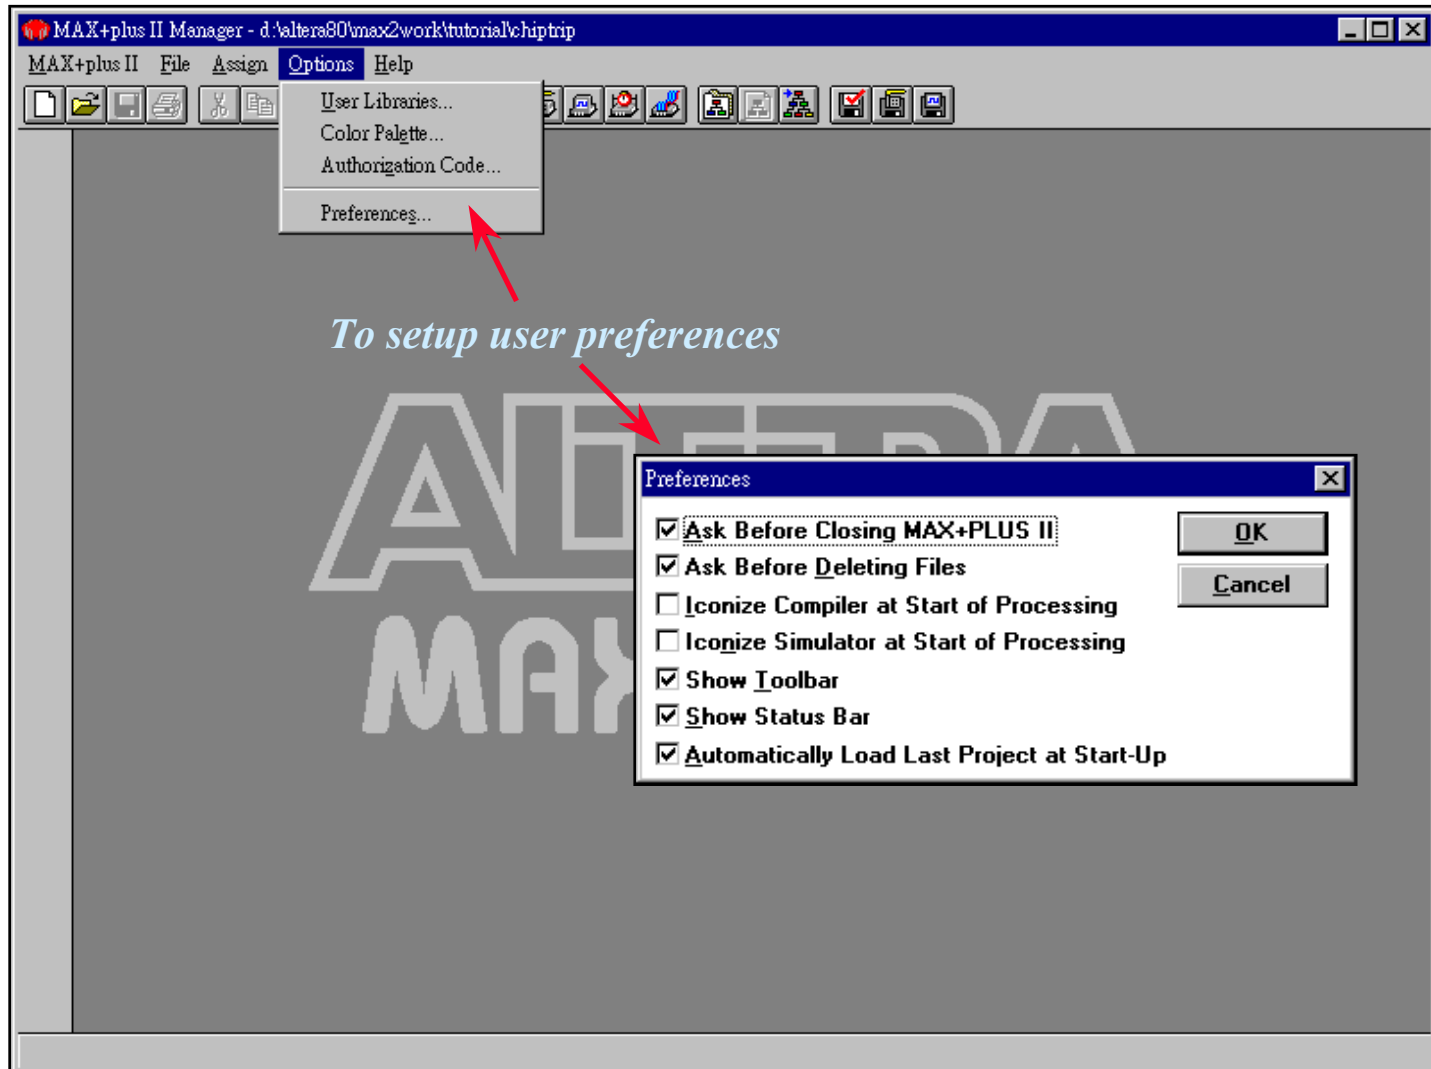 MAX+plus II Manager - d:\altera80\max2work\tutorial\chiptrip
MAX+plus II File Assign Options Help
User Libraries...
Color Palette...
Authorization Code...
Preferences...
To setup user preferences
ALTERA
Preferences
Ask Before Closing MAX+PLUS II
OK
Ask Before Deleting Files
Cancel
Iconize Compiler at Start of Processing
Iconize Simulator at Start of Processing
MAX
Show Toolbar
Show Status Bar
Automatically Load Last Project at Start-Up